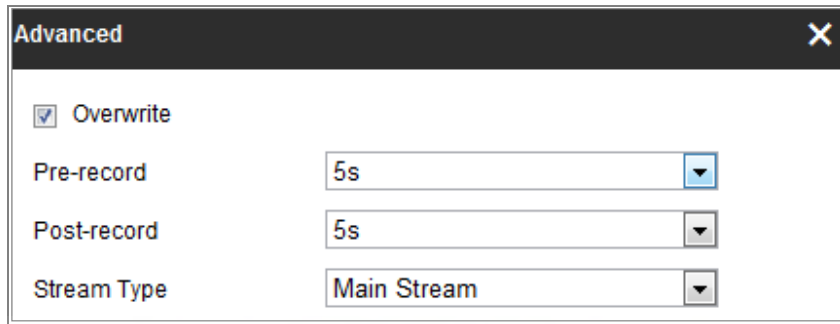 Advanced
Overwrite
Pre-record 5s
Post-record 5s
Stream Type Main Stream